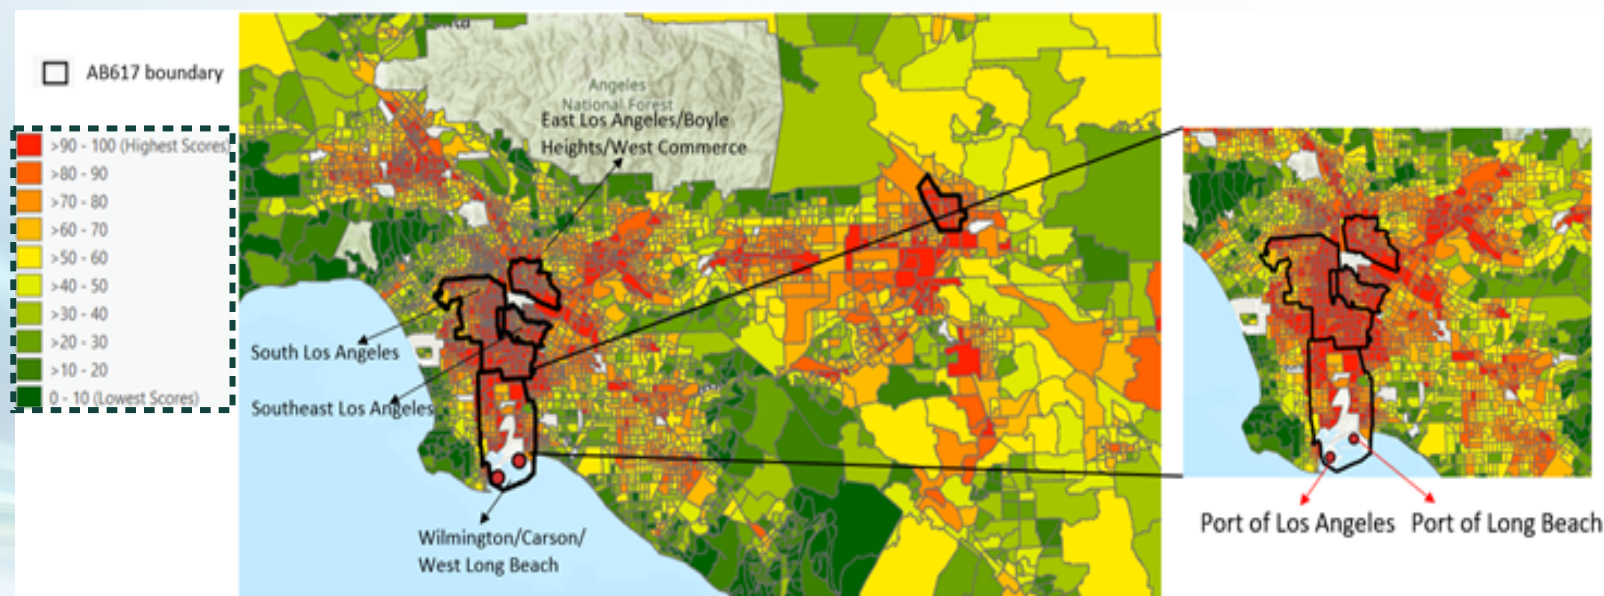 AB617 boundary
>90 - 100 (Highest Scores)
>80 - 90
>70 - 80
>60 - 70
>50 - 60
>40 - 50
>30 - 40
>20 - 30
>10 - 20
0 - 10 (Lowest Scores)
Angeles
National Forest
East Los Angeles/Boyle
Heights/West Commerce
South Los Angeles
Southeast Los Angeles
Wilmington/Carson/
West Long Beach
Port of Los Angeles
Port of Long Beach